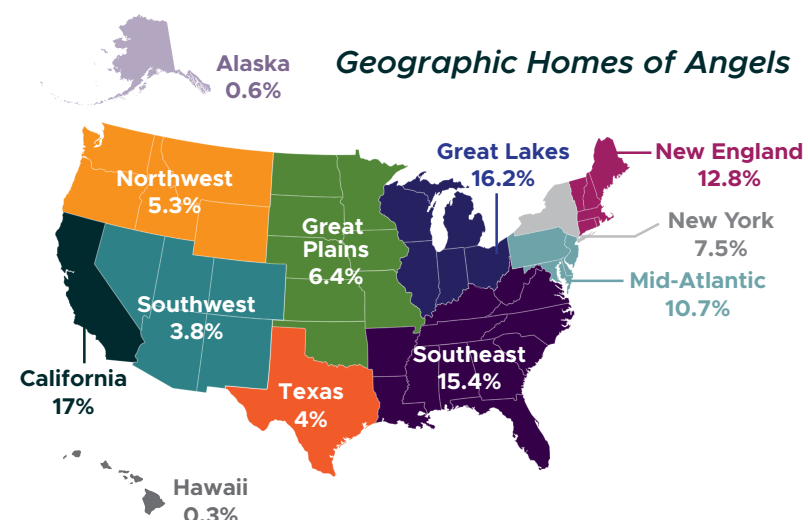 Geographic Homes of Angels
Alaska
0.6%
Great Lakes
16.2%
New England
12.8%
Northwest
5.3%
New York
7.5%
Great
Plains
6.4%
Mid-Atlantic
10.7%
Southwest
3.8%
Southeast
15.4%
California
17%
Texas
4%
Hawaii
0.3%